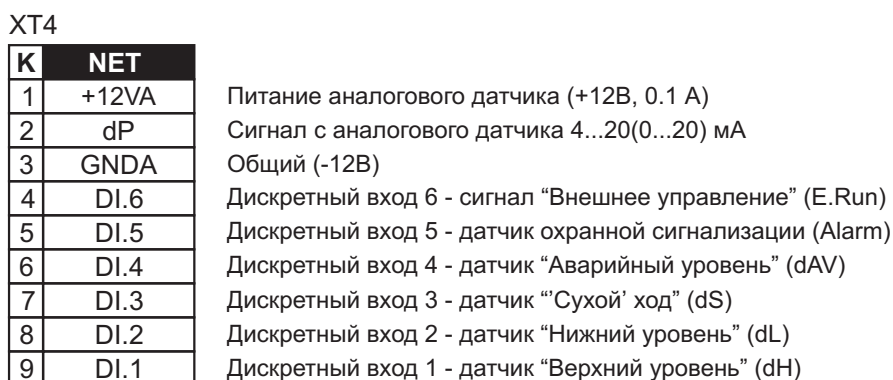 XT4
K NET
1 +12VA Питание аналогового датчика (+12В, 0.1 А)
2 dP Сигнал с аналогового датчика 4...20(0...20) мА
3 GNDA Общий (-12В)
4 DI.6 Дискретный вход 6 - сигнал “Внешнее управление” (E.Run)
5 DI.5 Дискретный вход 5 - датчик охранной сигнализации (Alarm)
6 DI.4 Дискретный вход 4 - датчик “Аварийный уровень” (dAV)
7 DI.3 Дискретный вход 3 - датчик “’Сухой’ ход” (dS)
8 DI.2 Дискретный вход 2 - датчик “Нижний уровень” (dL)
9 DI.1 Дискретный вход 1 - датчик “Верхний уровень” (dH)